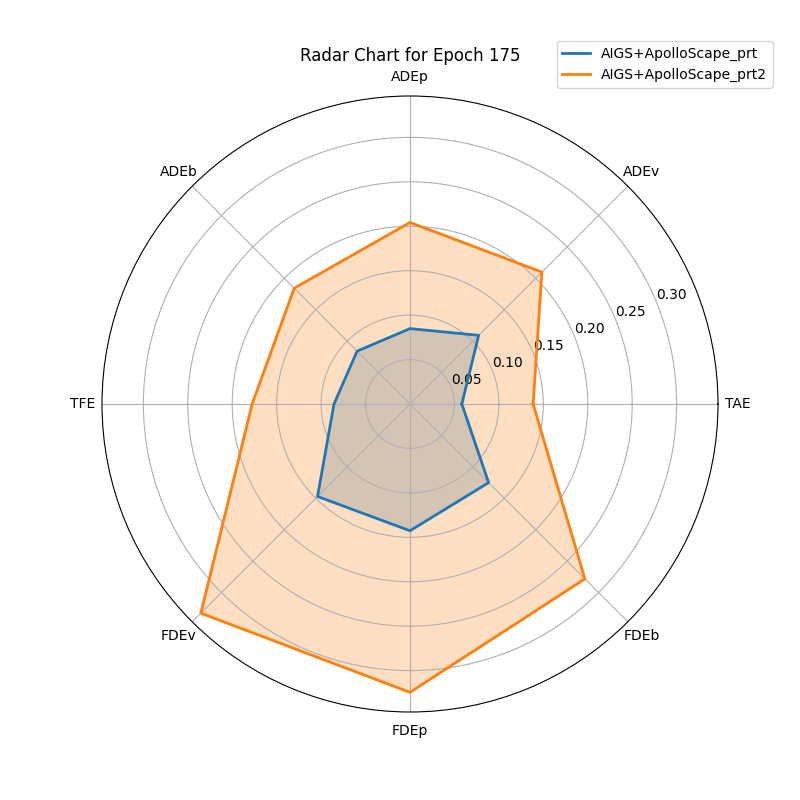 Radar Chart for Epoch 175
AIGS+ApolloScape_prt
AIGS+ApolloScape_prt2
ADEp
ADEb
ADEv
0.30
0.25
0.20
0.15
0.10
0.05
TFE
TAE
FDEv
FDEb
FDEp